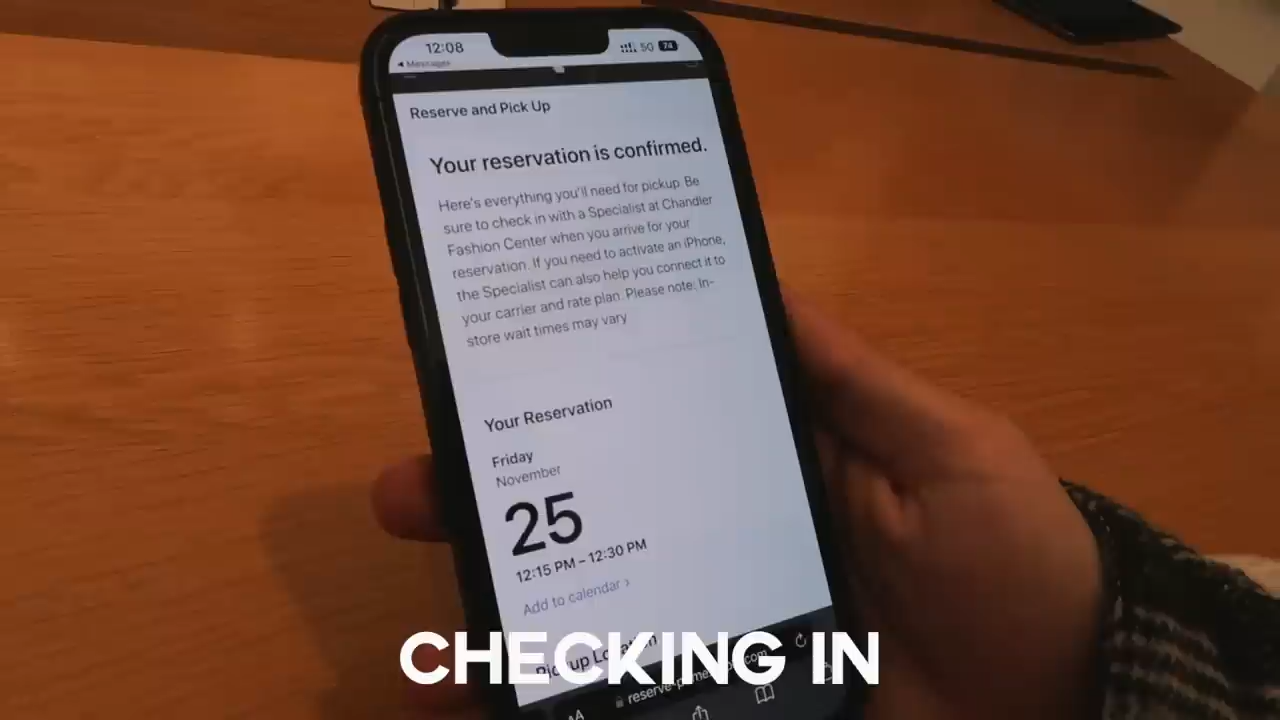 12:08
5G 74
◀ Messages
Reserve and Pick Up
Your reservation is confirmed.
Here's everything you'll need for pickup. Be
sure to check in with a Specialist at Chandler
Fashion Center when you arrive for your
reservation. If you need to activate an iPhone,
the Specialist can also help you connect it to
your carrier and rate plan. Please note: In-
store wait times may vary
Your Reservation
Friday
November
25
12:15 PM – 12:30 PM
Add to calendar ›
Pickup
CHECKING IN
AA